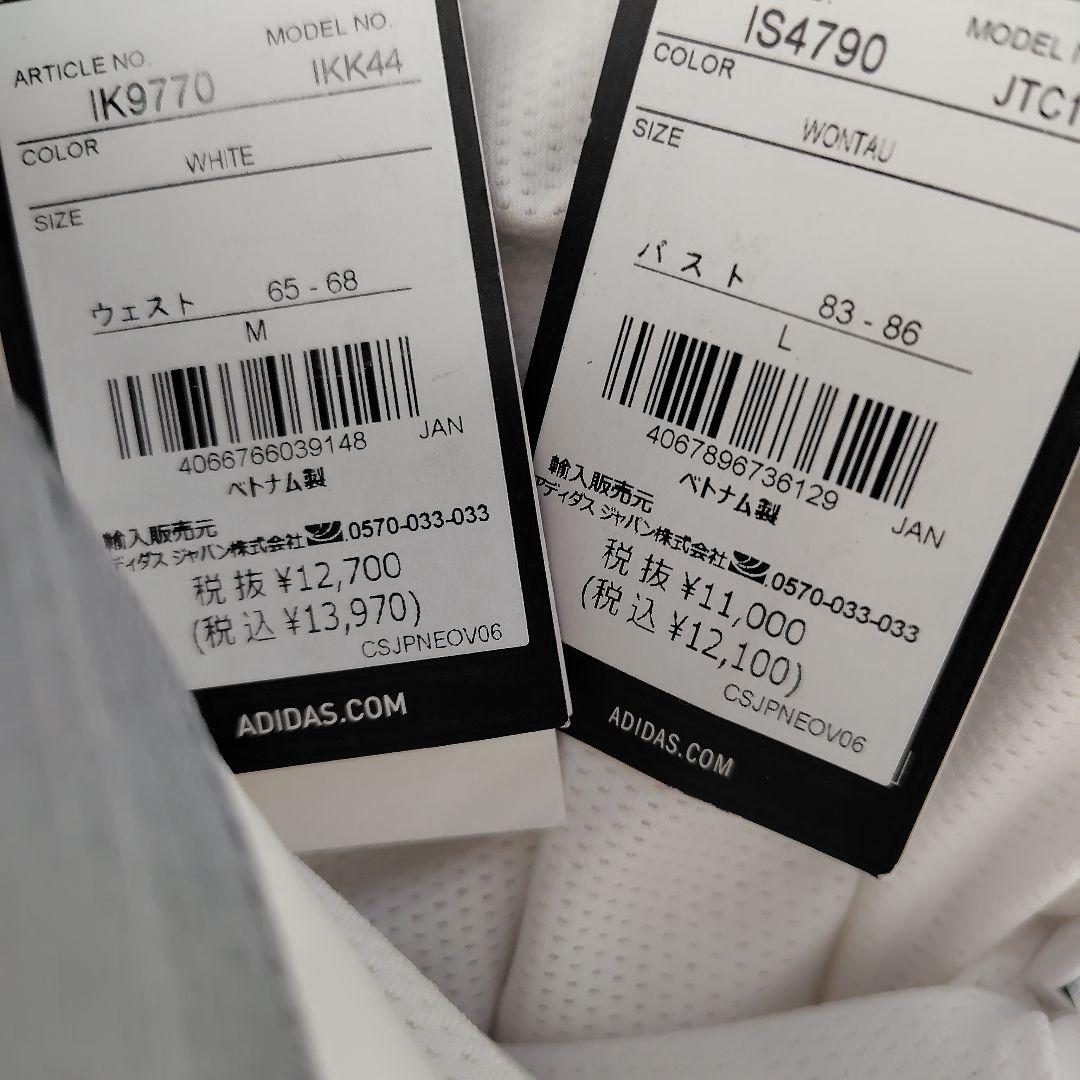 ARTICLE NO.
MODEL NO.
IK9770
IKK44
COLOR
WHITE
SIZE
ウェスト 65 - 68
M
4066766039148
JAN
ベトナム製
輸入販売元
ディダス ジャパン株式会社 0570-033-033
税 抜 ¥12,700
(税 込 ¥13,970)
CSJPNEOV06
ADIDAS.COM
IS4790
MODEL
JTC1
COLOR
WONTAU
SIZE
バ ス ト 83 - 86
L
4067896736129
JAN
ベトナム製
輸入販売元
アディダス ジャパン株式会社 0570-033-033
税 抜 ¥11,000
(税 込 ¥12,100)
CSJPNEOV06
ADIDAS.COM